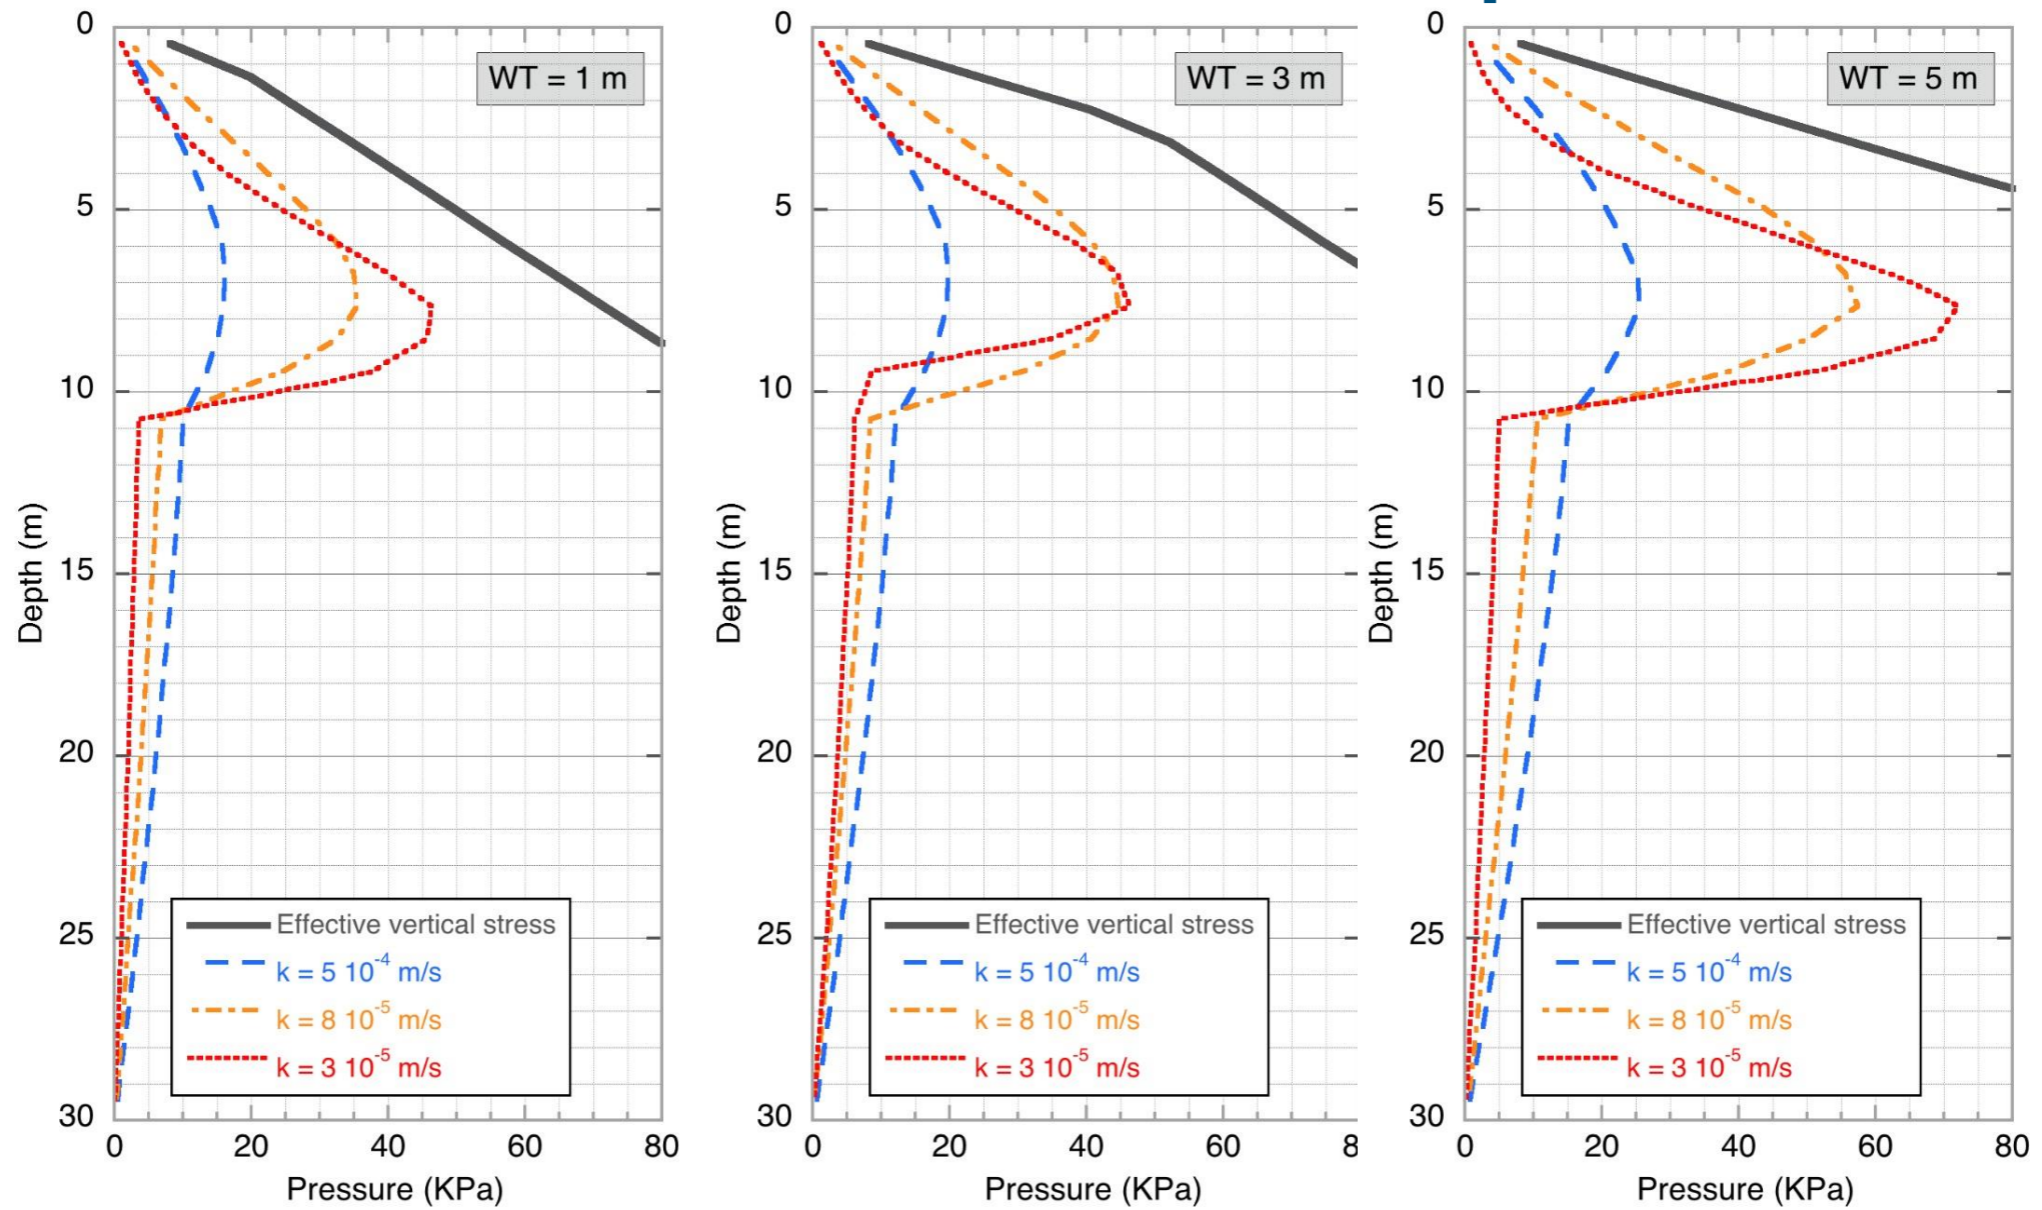 0
5
10
15
20
25
30
Depth (m)
WT = 1 m
Effective vertical stress
k = 5 10⁻⁴ m/s
k = 8 10⁻⁵ m/s
k = 3 10⁻⁵ m/s
0 20 40 60 80
Pressure (KPa)
0
5
10
15
20
25
30
Depth (m)
WT = 3 m
Effective vertical stress
k = 5 10⁻⁴ m/s
k = 8 10⁻⁵ m/s
k = 3 10⁻⁵ m/s
0 20 40 60 8
Pressure (KPa)
0
5
10
15
20
25
30
Depth (m)
WT = 5 m
Effective vertical stress
k = 5 10⁻⁴ m/s
k = 8 10⁻⁵ m/s
k = 3 10⁻⁵ m/s
0 20 40 60 80
Pressure (KPa)